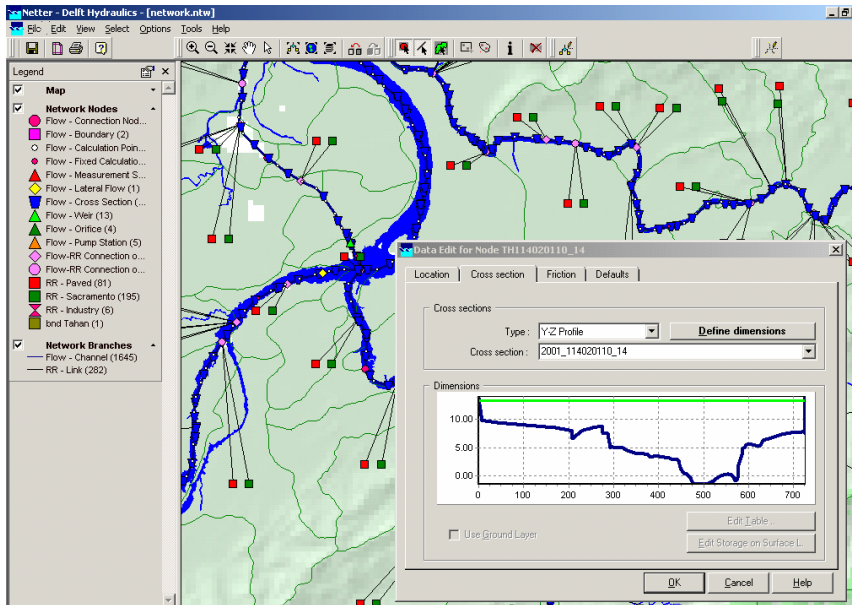 Netter - Delft Hydraulics - [network.ntw]
File Edit View Select Options Tools Help
Legend
Map
Network Nodes
Flow - Connection Nod...
Flow - Boundary (2)
Flow - Calculation Poin...
Flow - Fixed Calculatio...
Flow - Measurement S...
Flow - Lateral Flow (1)
Flow - Cross Section (...
Flow - Weir (13)
Flow - Orifice (4)
Flow - Pump Station (5)
Flow-RR Connection o...
Flow-RR Connection o...
RR - Paved (81)
RR - Sacramento (195)
RR - Industry (6)
bnd Tahan (1)
Network Branches
Flow - Channel (1645)
RR - Link (282)
Data Edit for Node TH114020110_14
Location Cross section Friction Defaults
Cross sections
Type : Y-Z Profile Define dimensions
Cross section : 2001_114020110_14
Dimensions
10.00
5.00
0.00
0 100 200 300 400 500 600 700
Edit Table ..
Use Ground Layer
Edit Storage on Surface L..
OK Cancel Help